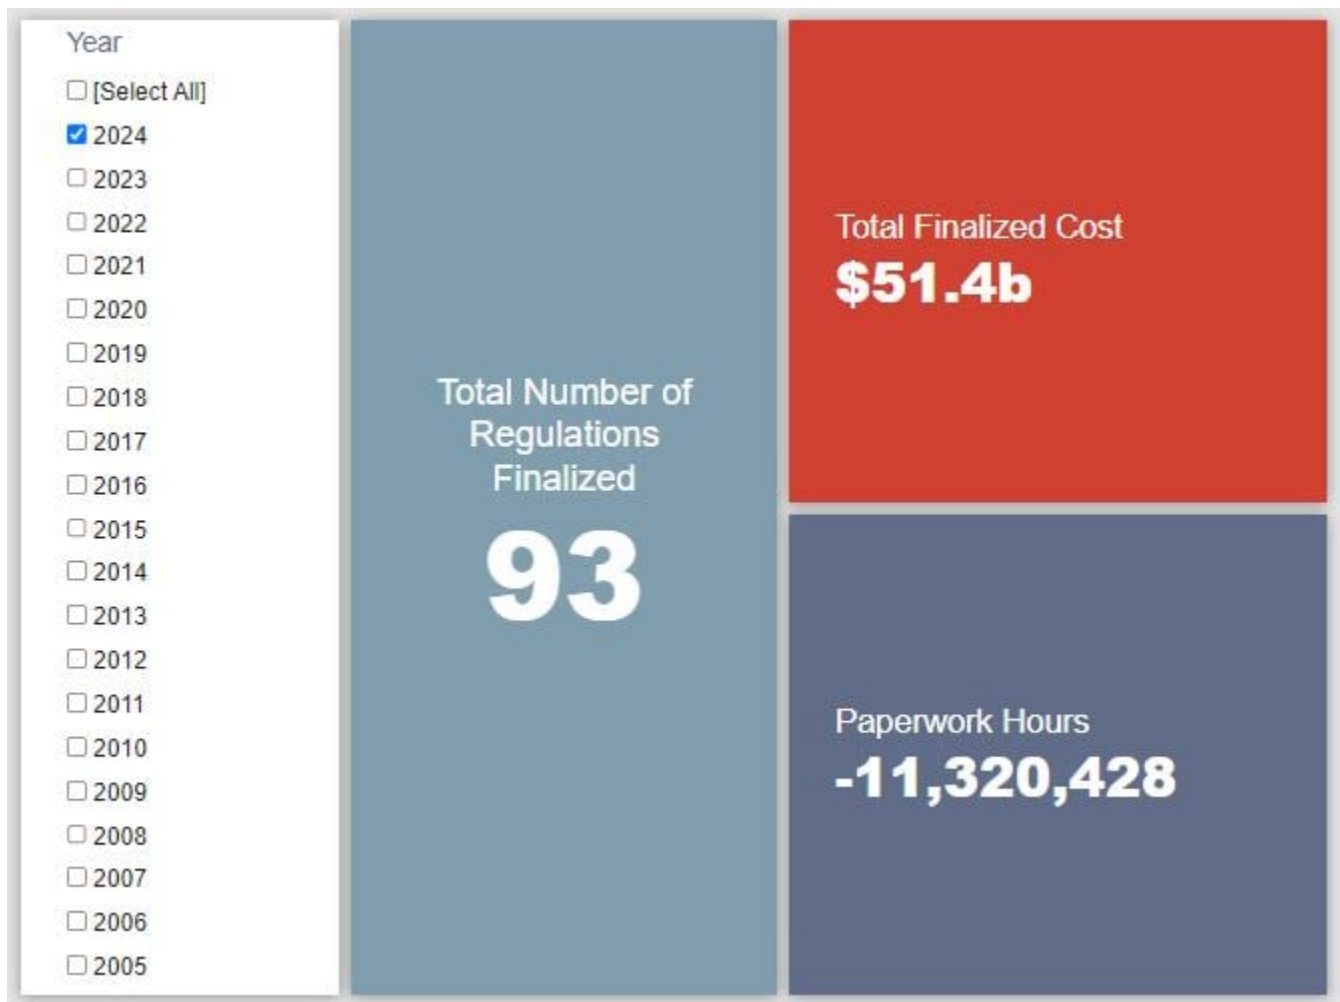 Year
[Select All]
2024
2023
2022
2021
2020
2019
2018
2017
2016
2015
2014
2013
2012
2011
2010
2009
2008
2007
2006
2005
Total Number of
Regulations
Finalized
93
Total Finalized Cost
$51.4b
Paperwork Hours
-11,320,428